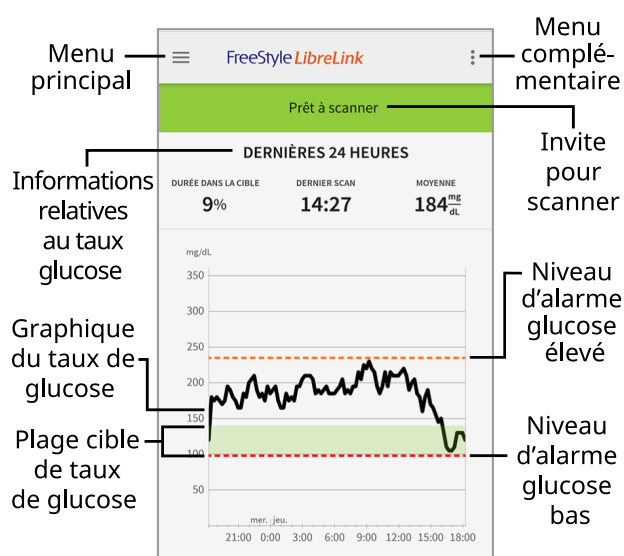 Menu
principal
FreeStyle LibreLink
Menu
complé-
mentaire
Prêt à scanner
Invite
pour
scanner
DERNIÈRES 24 HEURES
Informations
relatives
au taux
glucose
DURÉE DANS LA CIBLE
9%
DERNIER SCAN
14:27
MOYENNE
184 mg/dL
mg/dL
350
300
250
200
150
100
50
Niveau
d’alarme
glucose
élevé
Graphique
du taux de
glucose
Plage cible
de taux
de glucose
Niveau
d’alarme
glucose
bas
mer. jeu.
21:00 0:00 3:00 6:00 9:00 12:00 15:00 18:00